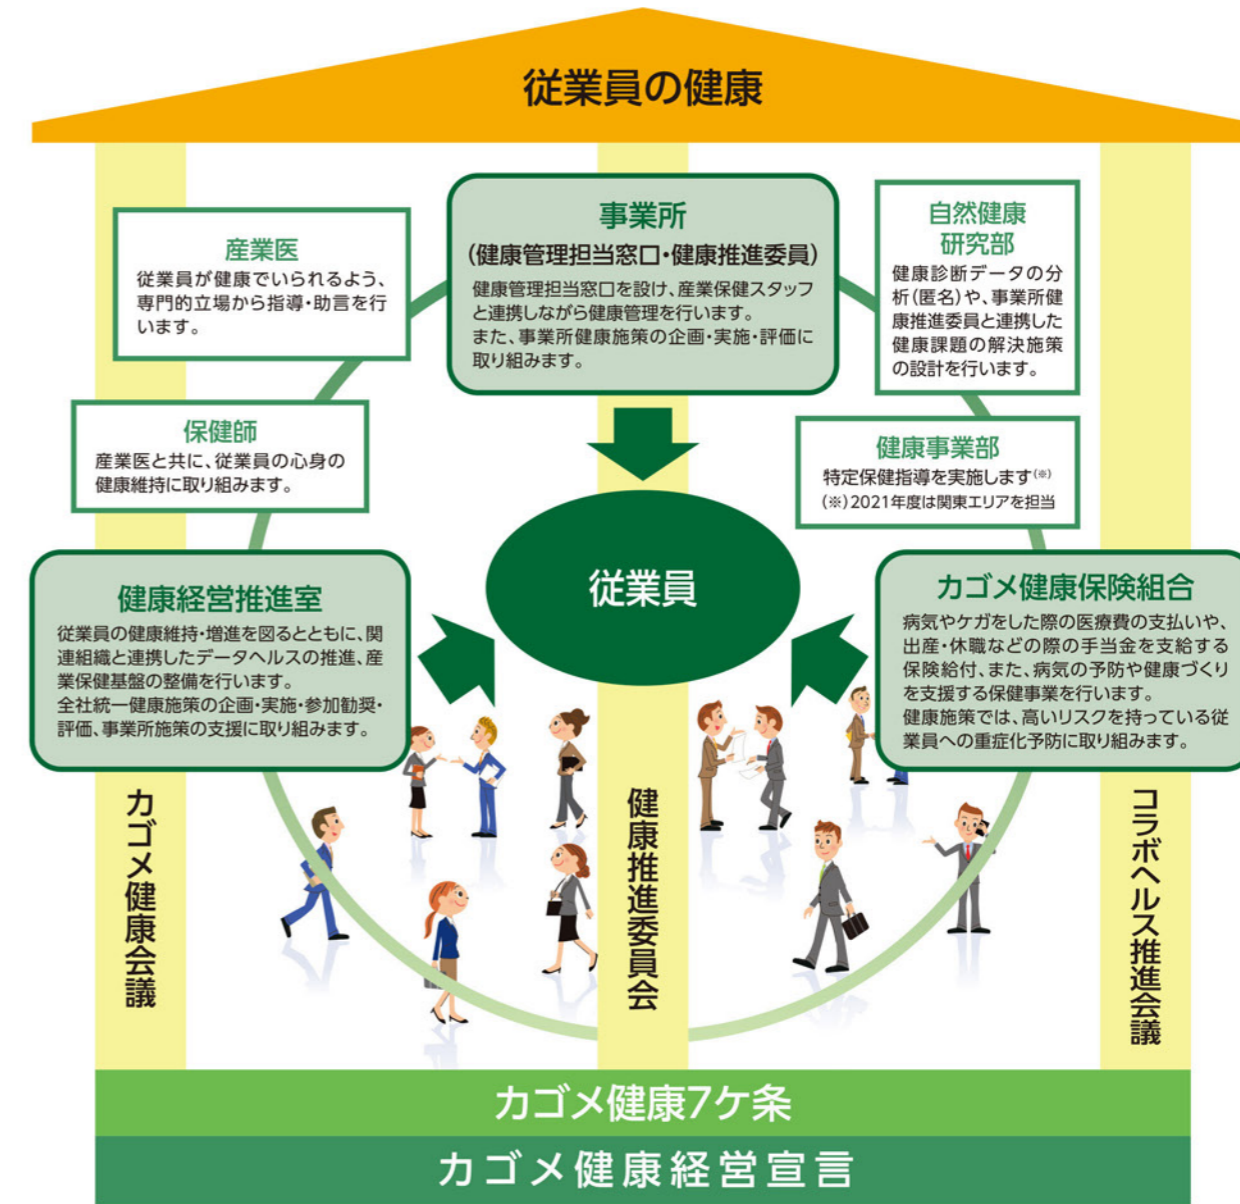 従業員の健康
事業所
(健康管理担当窓口・健康推進委員)
健康管理担当窓口を設け、産業保健スタッフ
と連携しながら健康管理を行います。
また、事業所健康施策の企画・実施・評価に
取り組みます。
産業医
従業員が健康でいられるよう、
専門的立場から指導・助言を行
います。
自然健康
研究部
健康診断データの分
析(匿名)や、事業所健
康推進委員と連携した
健康課題の解決施策
の設計を行います。
保健師
産業医と共に、従業員の心身の
健康維持に取り組みます。
健康事業部
特定保健指導を実施します(※)
(※)2021年度は関東エリアを担当
従業員
健康経営推進室
従業員の健康維持・増進を図るとともに、関
連組織と連携したデータヘルスの推進、産
業保健基盤の整備を行います。
全社統一健康施策の企画・実施・参加勧奨・
評価、事業所施策の支援に取り組みます。
カゴメ健康保険組合
病気やケガをした際の医療費の支払いや、
出産・休職などの際の手当金を支給する
保険給付、また、病気の予防や健康づくり
を支援する保健事業を行います。
健康施策では、高いリスクを持っている従
業員への重症化予防に取り組みます。
カゴメ健康会議
健康推進委員会
コラボヘルス推進会議
カゴメ健康7ケ条
カゴメ健康経営宣言